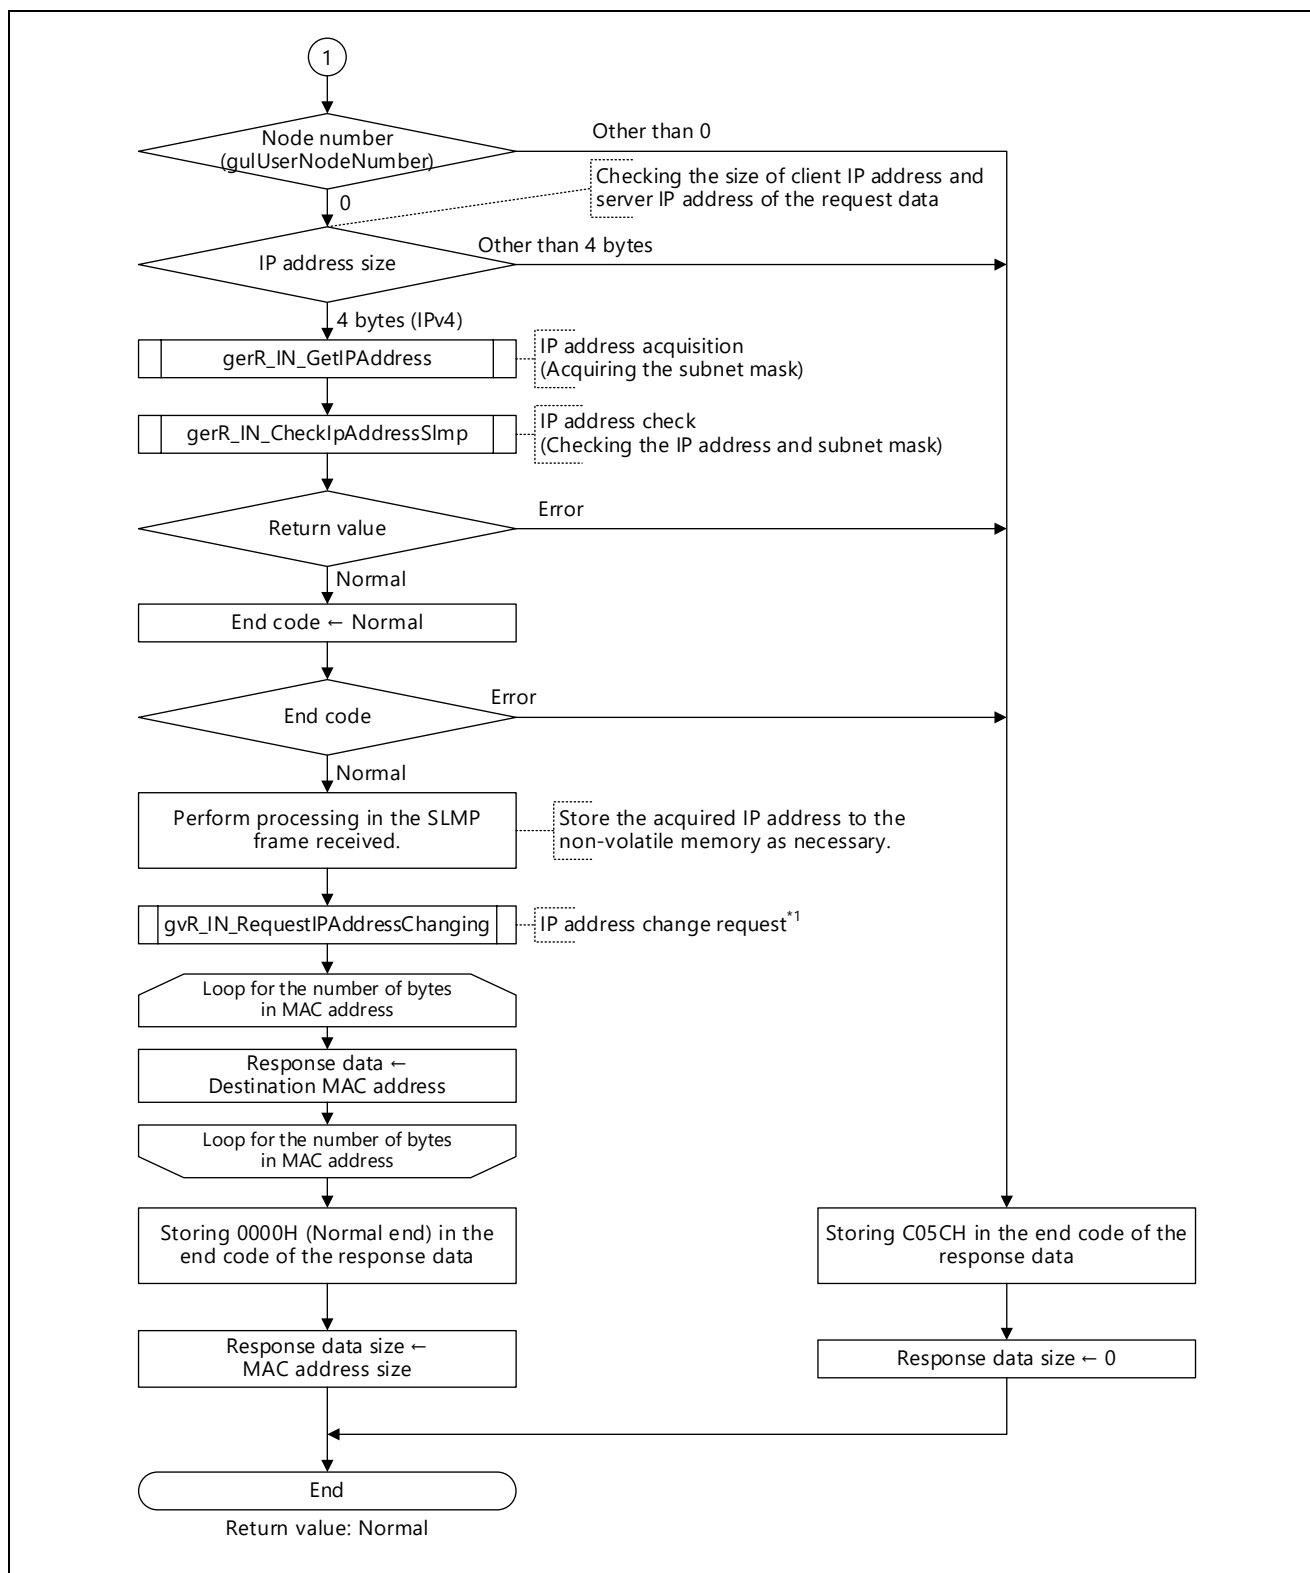 1
Node number
(gulUserNodeNumber)
Other than 0
Checking the size of client IP address and
server IP address of the request data
0
IP address size
Other than 4 bytes
4 bytes (IPv4)
gerR_IN_GetIPAddress
IP address acquisition
(Acquiring the subnet mask)
gerR_IN_CheckIpAddressSlmp
IP address check
(Checking the IP address and subnet mask)
Return value
Error
Normal
End code ← Normal
End code
Error
Normal
Perform processing in the SLMP
frame received.
Store the acquired IP address to the
non-volatile memory as necessary.
gvR_IN_RequestIPAddressChanging
IP address change request*1
Loop for the number of bytes
in MAC address
Response data ←
Destination MAC address
Loop for the number of bytes
in MAC address
Storing 0000H (Normal end) in the
end code of the response data
Storing C05CH in the end code of the
response data
Response data size ←
MAC address size
Response data size ← 0
End
Return value: Normal